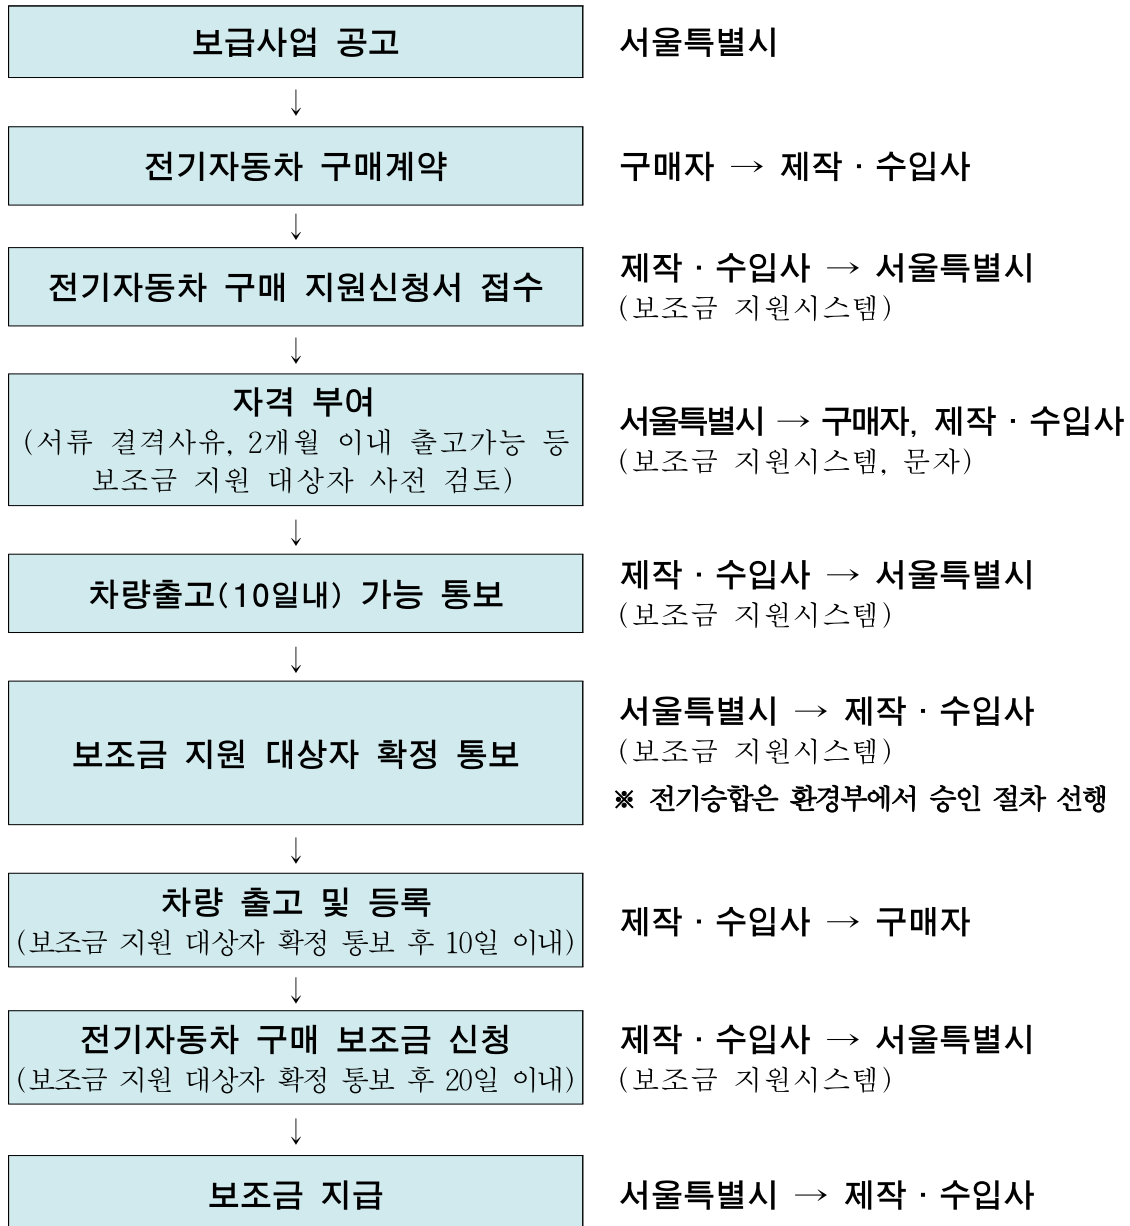 보급사업 공고
서울특별시
↓
전기자동차 구매계약
구매자 → 제작 · 수입사
↓
전기자동차 구매 지원신청서 접수
제작 · 수입사 → 서울특별시
(보조금 지원시스템)
↓
자격 부여
(서류 결격사유, 2개월 이내 출고가능 등
보조금 지원 대상자 사전 검토)
서울특별시 → 구매자, 제작 · 수입사
(보조금 지원시스템, 문자)
↓
차량출고(10일내) 가능 통보
제작 · 수입사 → 서울특별시
(보조금 지원시스템)
↓
보조금 지원 대상자 확정 통보
서울특별시 → 제작 · 수입사
(보조금 지원시스템)
※ 전기승합은 환경부에서 승인 절차 선행
↓
차량 출고 및 등록
(보조금 지원 대상자 확정 통보 후 10일 이내)
제작 · 수입사 → 구매자
↓
전기자동차 구매 보조금 신청
(보조금 지원 대상자 확정 통보 후 20일 이내)
제작 · 수입사 → 서울특별시
(보조금 지원시스템)
↓
보조금 지급
서울특별시 → 제작 · 수입사